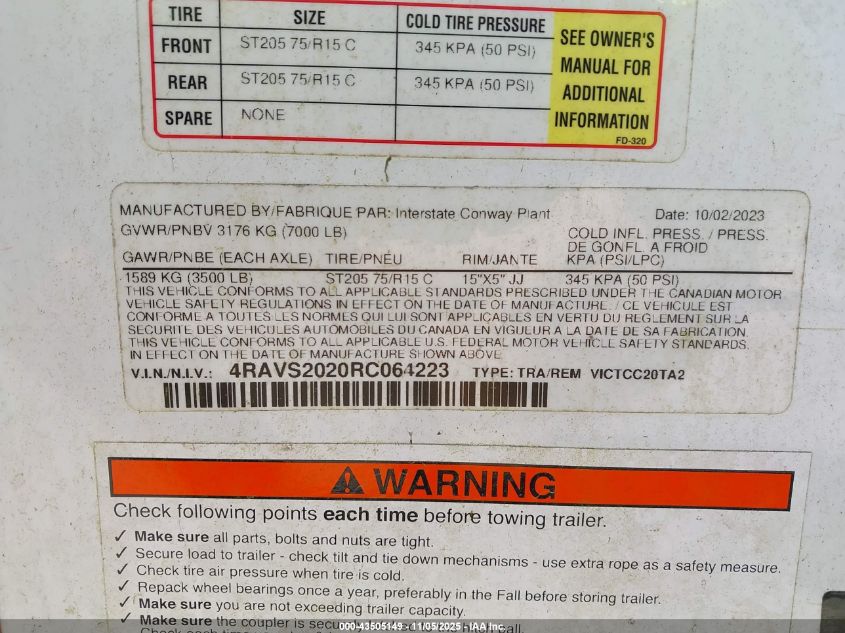 TIRE SIZE COLD TIRE PRESSURE
FRONT ST205 75/R15 C 345 KPA (50 PSI)
REAR ST205 75/R15 C 345 KPA (50 PSI)
SPARE NONE
SEE OWNER'S
MANUAL FOR
ADDITIONAL
INFORMATION
FD-320
MANUFACTURED BY/FABRIQUE PAR: Interstate Conway Plant Date: 10/02/2023
GVWR/PNBV 3176 KG (7000 LB)
COLD INFL. PRESS. / PRESS.
DE GONFL. A FROID
GAWR/PNBE (EACH AXLE) TIRE/PNEU RIM/JANTE KPA (PSI/LPC)
1589 KG (3500 LB) ST205 75/R15 C 15"X5" JJ 345 KPA (50 PSI)
THIS VEHICLE CONFORMS TO ALL APPLICABLE STANDARDS PRESCRIBED UNDER THE CANADIAN MOTOR
VEHICLE SAFETY REGULATIONS IN EFFECT ON THE DATE OF MANUFACTURE. / CE VEHICULE EST
CONFORME A TOUTES LES NORMES QUI LUI SONT APPLICABLES EN VERTU DU REGLEMENT SUR LA
SECURITE DES VEHICULES AUTOMOBILES DU CANADA EN VIGULUR A LA DATE DE SA FABRICATION.
THIS VEHICLE CONFORMS TO ALL APPLICABLE U.S. FEDERAL MOTOR VEHICLE SAFETY STANDARDS.
IN EFFECT ON THE DATE OF MANUFACTURE SHOWN ABOVE
V.I.N./N.I.V.: 4RAVS2020RC064223 TYPE: TRA/REM VICTCC20TA2
WARNING
Check following points each time before towing trailer.
✓ Make sure all parts, bolts and nuts are tight.
✓ Secure load to trailer - check tilt and tie down mechanisms - use extra rope as a safety measure.
✓ Check tire air pressure when tire is cold.
✓ Repack wheel bearings once a year, preferably in the Fall before storing trailer.
✓ Make sure you are not exceeding trailer capacity.
✓ Make sure the coupler is
000-43505149 - 11/05/2025 - IAA Inc.